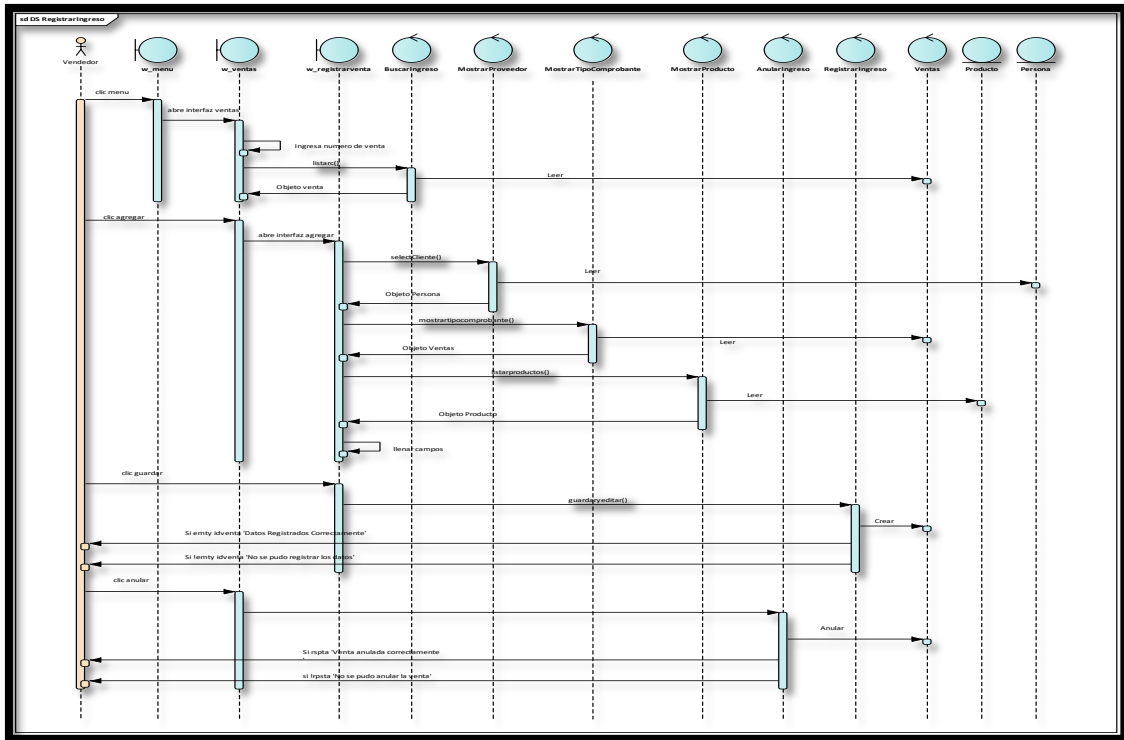 sd DS RegistrarIngreso
Vendedor
w_menu
w_ventas
w_registrarventa
BuscarIngreso
MostrarProveedor
MostrarTipoComprobante
MostrarProducto
AnularIngreso
RegistrarIngreso
Ventas
Producto
Persona
clic menu
abre interfaz ventas
Ingresa numero de venta
listarc()
Leer
Objeto venta
clic agregar
abre interfaz agregar
selectCliente()
Leer
Objeto Persona
mostrartipocomprobante()
Leer
Objeto Ventas
listarproductos()
Leer
Objeto Producto
llenar campos
clic guardar
guardaryeditar()
Crear
Si emty idventa 'Datos Registrados Correctamente'
Si !emty idventa 'No se pudo registrar los datos'
clic anular
Anular
Si rspta 'Venta anulada correctamente
'
si !rpsta 'No se pudo anular la venta'